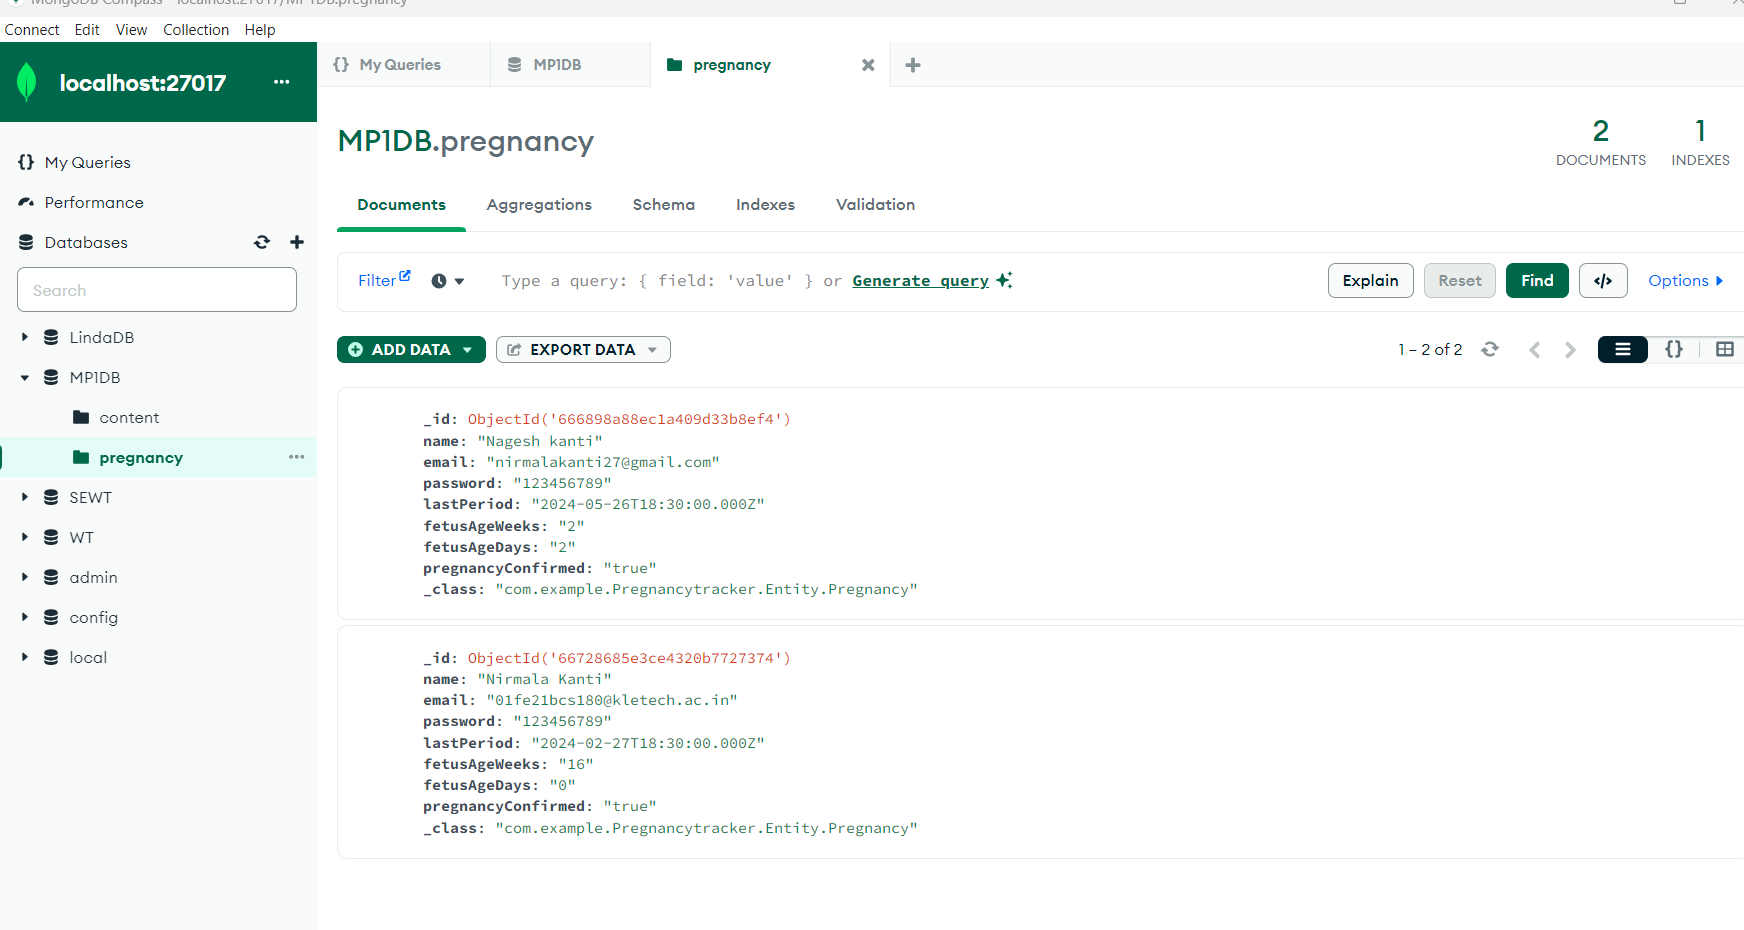 MongoDB Compass - localhost:27017/MP1DB.pregnancy
Connect Edit View Collection Help
localhost:27017 ...
{} My Queries
MP1DB
pregnancy
My Queries
Performance
Databases
Search
LindaDB
MP1DB
content
pregnancy ...
SEWT
WT
admin
config
local
MP1DB.pregnancy
2 DOCUMENTS
1 INDEXES
Documents Aggregations Schema Indexes Validation
Filter Type a query: { field: 'value' } or Generate query Explain Reset Find </> Options
ADD DATA EXPORT DATA 1 – 2 of 2 {}
_id: ObjectId('666898a88ec1a409d33b8ef4')
name: "Nagesh kanti"
email: "nirmalakanti27@gmail.com"
password: "123456789"
lastPeriod: "2024-05-26T18:30:00.000Z"
fetusAgeWeeks: "2"
fetusAgeDays: "2"
pregnancyConfirmed: "true"
_class: "com.example.Pregnancytracker.Entity.Pregnancy"
_id: ObjectId('66728685e3ce4320b7727374')
name: "Nirmala Kanti"
email: "01fe21bcs180@kletech.ac.in"
password: "123456789"
lastPeriod: "2024-02-27T18:30:00.000Z"
fetusAgeWeeks: "16"
fetusAgeDays: "0"
pregnancyConfirmed: "true"
_class: "com.example.Pregnancytracker.Entity.Pregnancy"